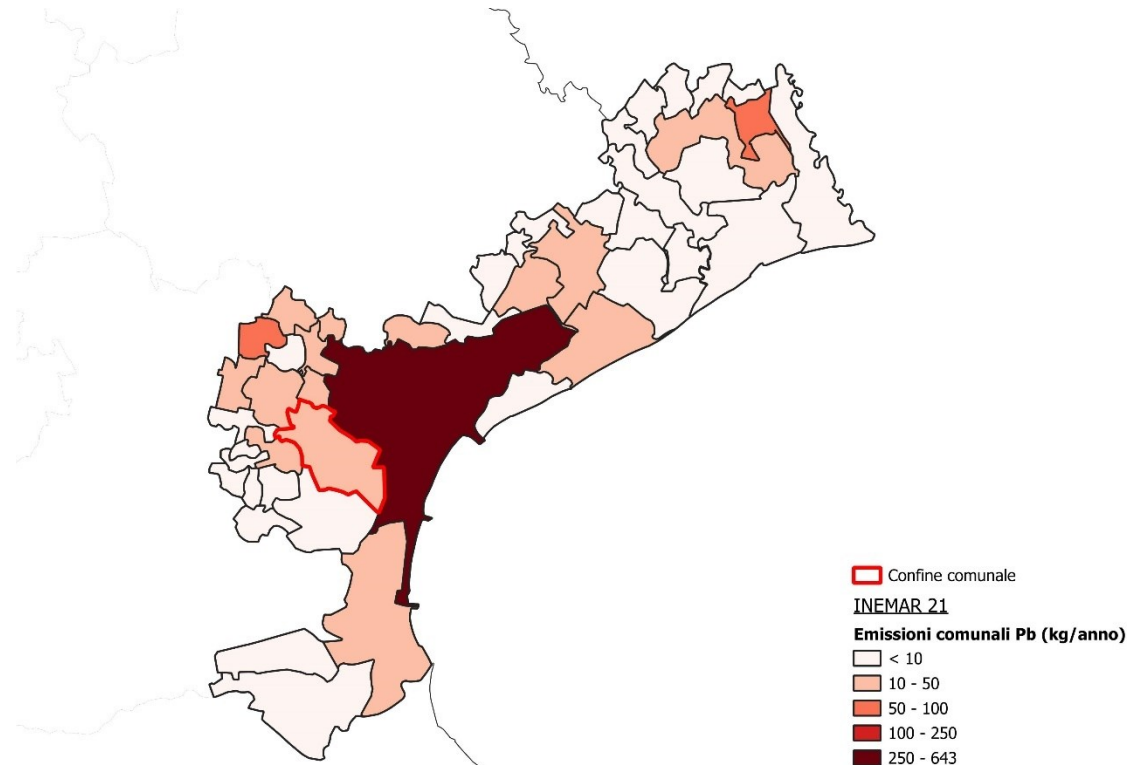 Confine comunale
INEMAR 21
Emissioni comunali Pb (kg/anno)
< 10
10 - 50
50 - 100
100 - 250
250 - 643